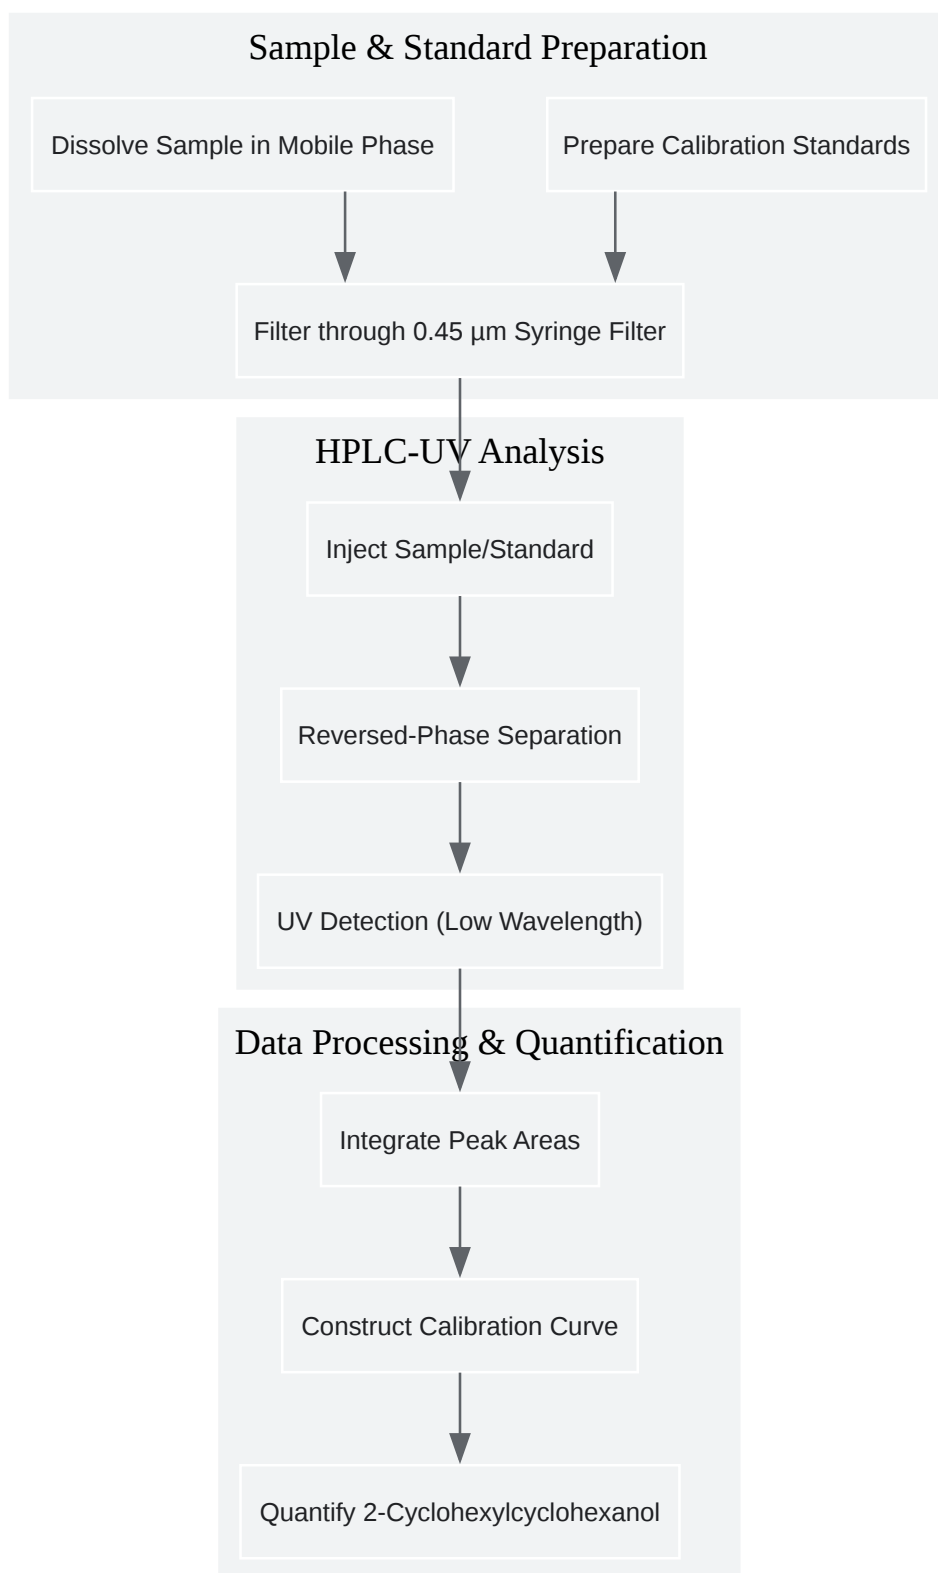 Sample & Standard Preparation
Dissolve Sample in Mobile Phase
Prepare Calibration Standards
Filter through 0.45 µm Syringe Filter
HPLC-UV Analysis
Inject Sample/Standard
Reversed-Phase Separation
UV Detection (Low Wavelength)
Data Processing & Quantification
Integrate Peak Areas
Construct Calibration Curve
Quantify 2-Cyclohexylcyclohexanol